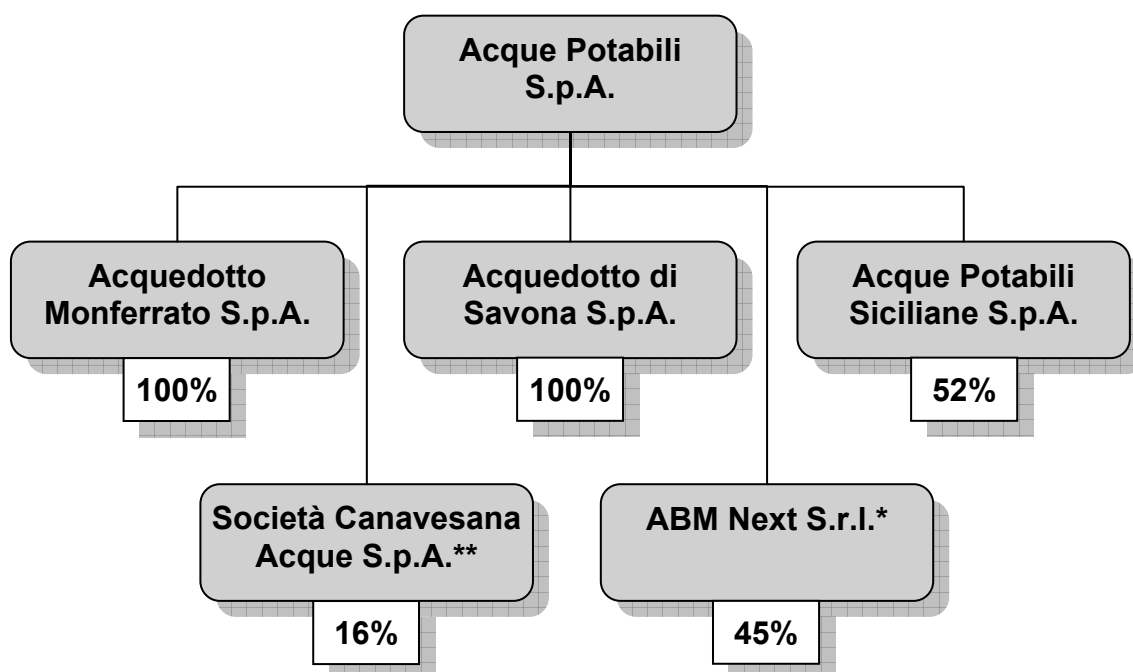 Acque Potabili
S.p.A.
Acquedotto
Monferrato S.p.A.
100%
Acquedotto di
Savona S.p.A.
100%
Acque Potabili
Siciliane S.p.A.
52%
Società Canavesana
Acque S.p.A.**
16%
ABM Next S.r.l.*
45%